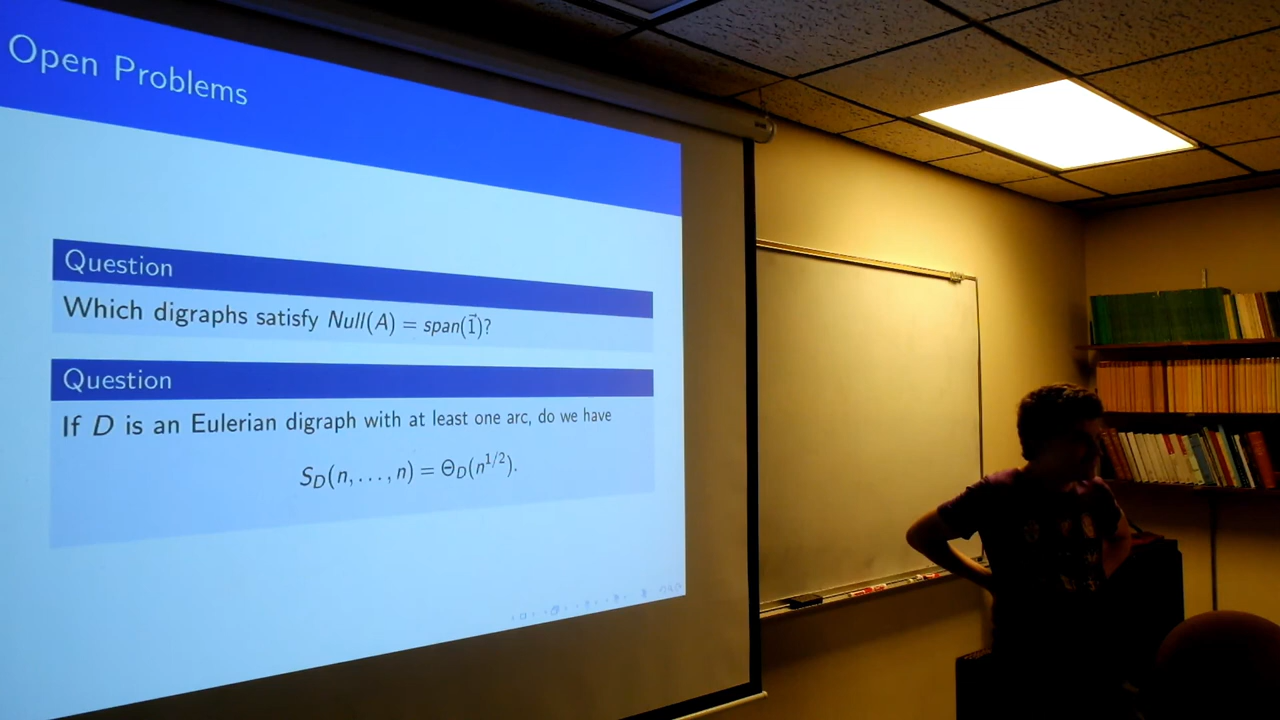 Open Problems
Question
Which digraphs satisfy Null(A) = span(1⃗)?
Question
If D is an Eulerian digraph with at least one arc, do we have
S_D(n, . . . , n) = Θ_D(n^{1/2}).